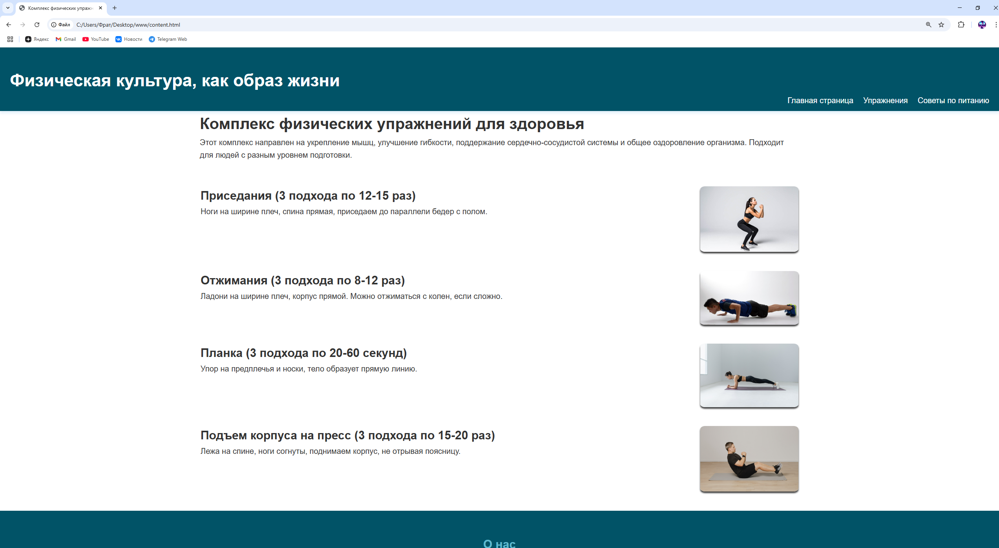 Комплекс физических упражн
Файл
C:/Users/Фрат/Desktop/www/content.html
Яндекс
Gmail
YouTube
Новости
Telegram Web
Физическая культура, как образ жизни
Главная страница
Упражнения
Советы по питанию
Комплекс физических упражнений для здоровья
Этот комплекс направлен на укрепление мышц, улучшение гибкости, поддержание сердечно-сосудистой системы и общее оздоровление организма. Подходит
для людей с разным уровнем подготовки.
Приседания (3 подхода по 12-15 раз)
Ноги на ширине плеч, спина прямая, приседаем до параллели бедер с полом.
Отжимания (3 подхода по 8-12 раз)
Ладони на ширине плеч, корпус прямой. Можно отжиматься с колен, если сложно.
Планка (3 подхода по 20-60 секунд)
Упор на предплечья и носки, тело образует прямую линию.
Подъем корпуса на пресс (3 подхода по 15-20 раз)
Лежа на спине, ноги согнуты, поднимаем корпус, не отрывая поясницу.
О нас